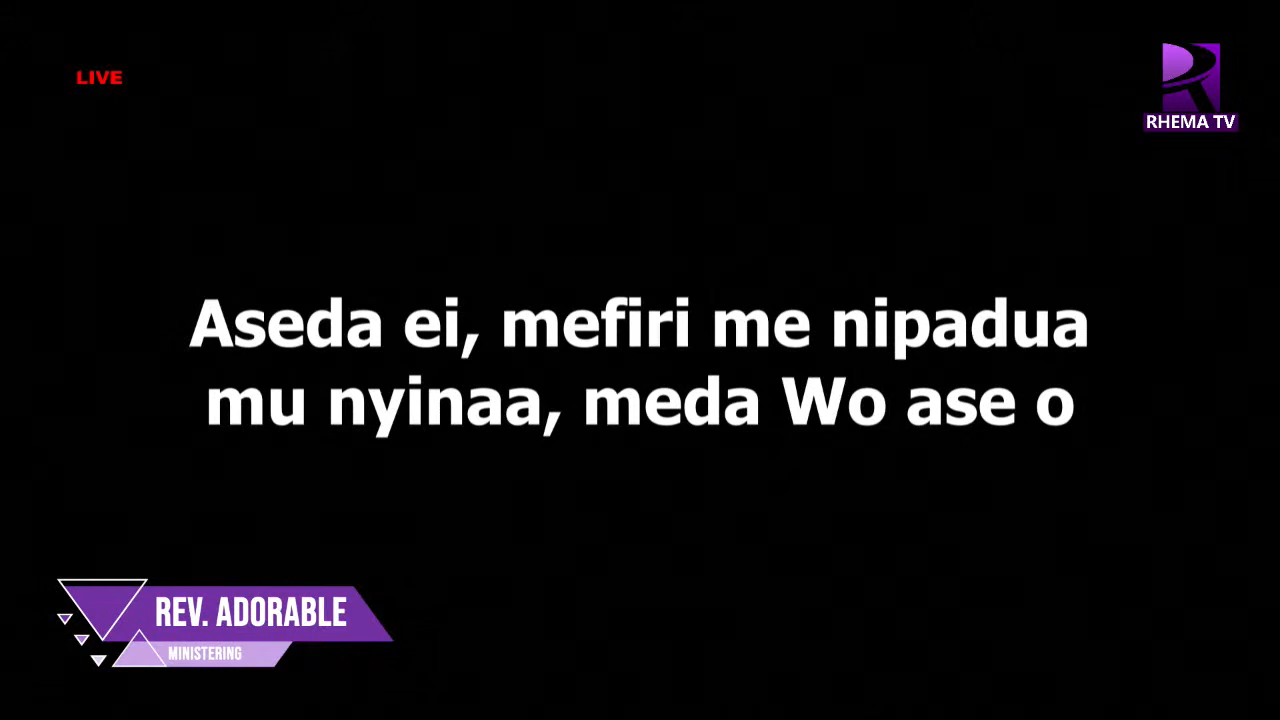 LIVE
RHEMA TV
Aseda ei, mefiri me nipadua
mu nyinaa, meda Wo ase o
REV. ADORABLE
MINISTERING